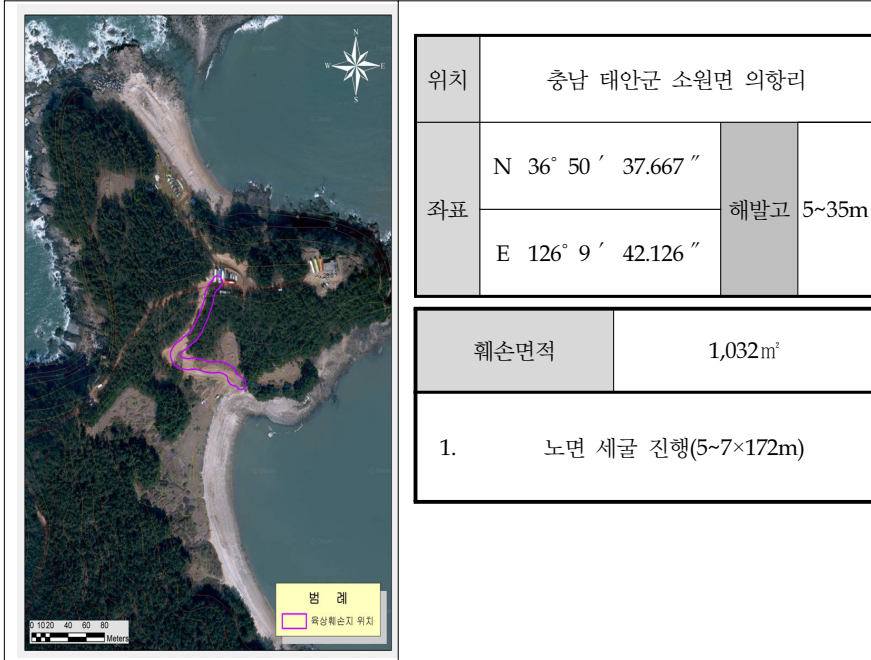 N
W E
S
범 례
육상훼손지 위치
0 10 20 40 60 80
Meters
위치 충남 태안군 소원면 의항리
좌표 N 36° 50 ′ 37.667 ″
E 126° 9 ′ 42.126 ″
해발고 5~35m
훼손면적 1,032㎡
1. 노면 세굴 진행(5~7×172m)